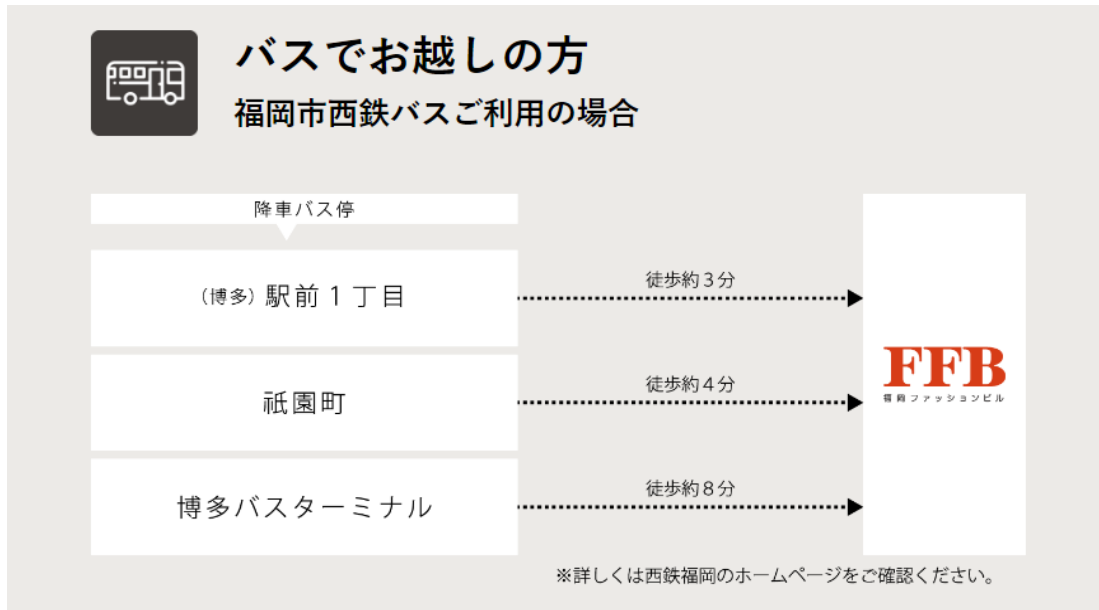 バスでお越しの方
福岡市西鉄バスご利用の場合
降車バス停
（博多）駅前１丁目
徒歩約３分
祇園町
徒歩約４分
博多バスターミナル
徒歩約８分
FFB
福岡ファッションビル
※詳しくは西鉄福岡のホームページをご確認ください。